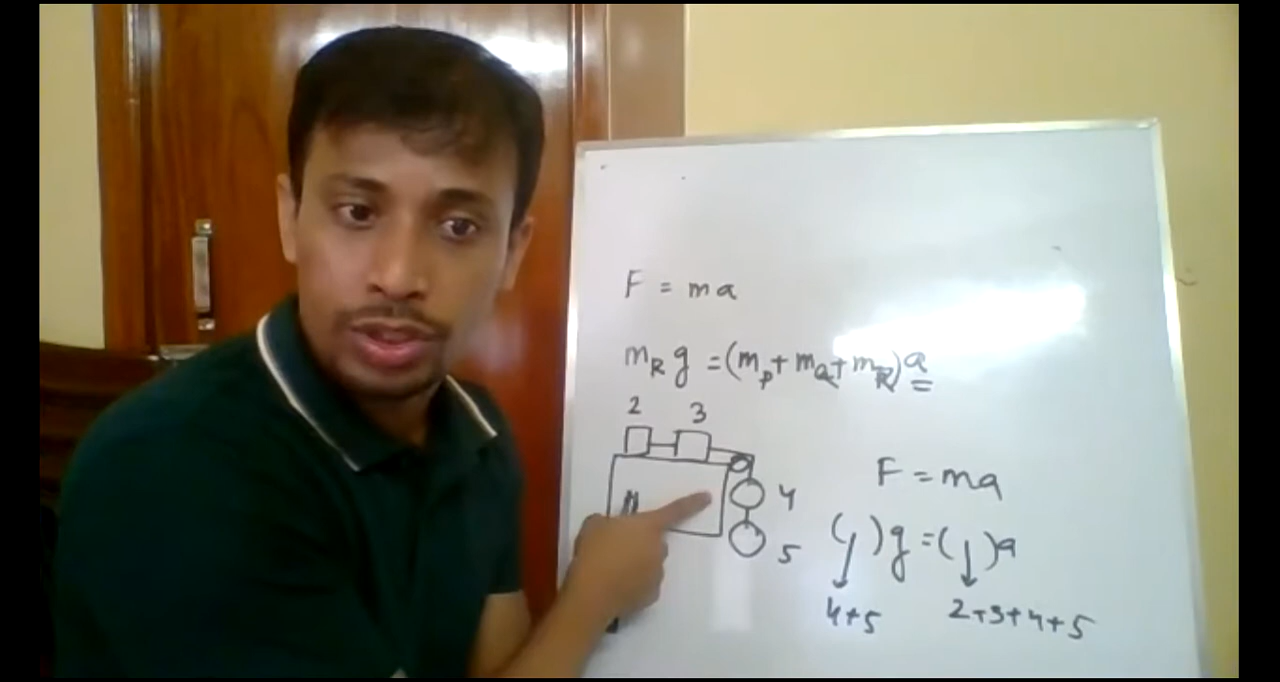 F = ma
mR g = (mp + mQ + mR) a
2 3
4
5
F = ma
( ) g = ( ) a
4+5 2+3+4+5